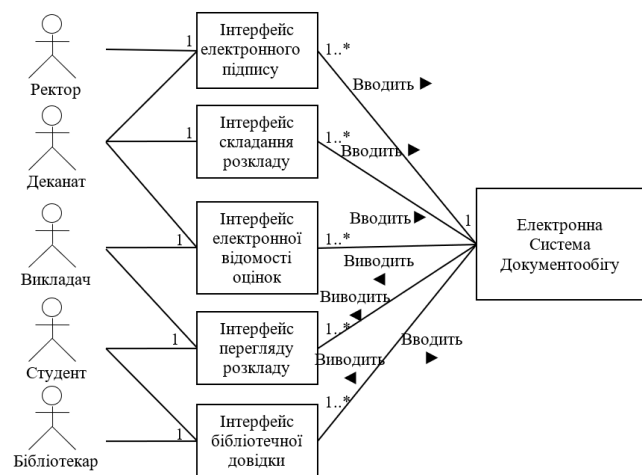 Ректор
Деканат
Викладач
Студент
Бібліотекар
1
Інтерфейс
електронного
підпису
1..*
1
Інтерфейс
складання
розкладу
1..*
1
Інтерфейс
електронної
відомості
оцінок
1..*
1
Інтерфейс
перегляду
розкладу
1..*
1
Інтерфейс
бібліотечної
довідки
1..*
Вводить ►
Вводить ►
Вводить ►
Виводить
◄
Виводить
◄
Виводить
◄
Вводить
►
1
Електронна
Система
Документообігу